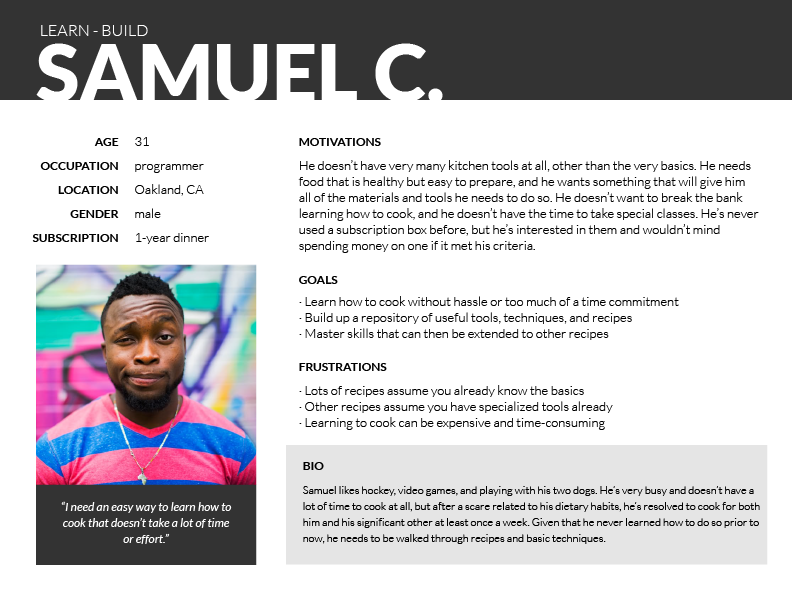 LEARN - BUILD
SAMUEL C.
AGE 31
OCCUPATION programmer
LOCATION Oakland, CA
GENDER male
SUBSCRIPTION 1-year dinner
"I need an easy way to learn how to
cook that doesn't take a lot of time
or effort."
MOTIVATIONS
He doesn't have very many kitchen tools at all, other than the very basics. He needs
food that is healthy but easy to prepare, and he wants something that will give him
all of the materials and tools he needs to do so. He doesn't want to break the bank
learning how to cook, and he doesn't have the time to take special classes. He's never
used a subscription box before, but he's interested in them and wouldn't mind
spending money on one if it met his criteria.
GOALS
· Learn how to cook without hassle or too much of a time commitment
· Build up a repository of useful tools, techniques, and recipes
· Master skills that can then be extended to other recipes
FRUSTRATIONS
· Lots of recipes assume you already know the basics
· Other recipes assume you have specialized tools already
· Learning to cook can be expensive and time-consuming
BIO
Samuel likes hockey, video games, and playing with his two dogs. He's very busy and doesn't have a
lot of time to cook at all, but after a scare related to his dietary habits, he's resolved to cook for both
him and his significant other at least once a week. Given that he never learned how to do so prior to
now, he needs to be walked through recipes and basic techniques.